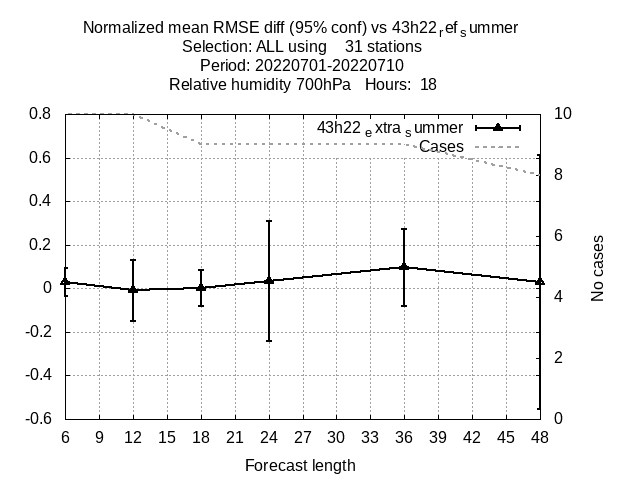 Normalized mean RMSE diff (95% conf) vs 43h22refsummer
Selection: ALL using    31 stations
Period: 20220701-20220710
Relative humidity 700hPa   Hours:  18
43h22extrasummer
Cases
0.8
0.6
0.4
0.2
0
-0.2
-0.4
-0.6
10
8
6
4
2
0
No cases
6 9 12 15 18 21 24 27 30 33 36 39 42 45 48
Forecast length